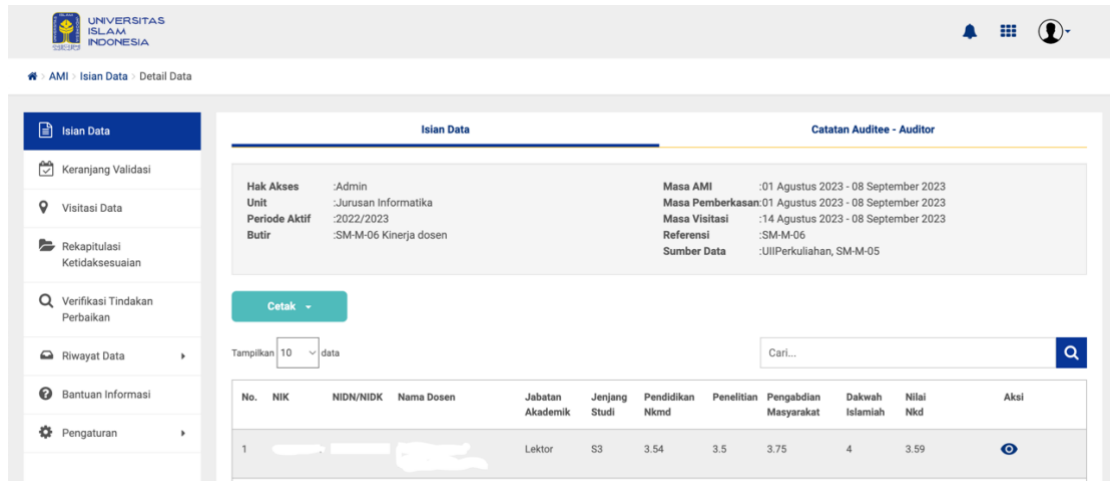 UNIVERSITAS
ISLAM
INDONESIA
AMI > Isian Data > Detail Data
Isian Data
Keranjang Validasi
Visitasi Data
Rekapitulasi
Ketidaksesuaian
Verifikasi Tindakan
Perbaikan
Riwayat Data
Bantuan Informasi
Pengaturan
Isian Data Catatan Auditee - Auditor
Hak Akses :Admin Masa AMI :01 Agustus 2023 - 08 September 2023
Unit :Jurusan Informatika Masa Pemberkasan:01 Agustus 2023 - 08 September 2023
Periode Aktif :2022/2023 Masa Visitasi :14 Agustus 2023 - 08 September 2023
Butir :SM-M-06 Kinerja dosen Referensi :SM-M-06
Sumber Data :UIIPerkuliahan, SM-M-05
Cetak
Tampilkan 10 data Cari...
No. NIK NIDN/NIDK Nama Dosen Jabatan Jenjang Pendidikan Penelitian Pengabdian Dakwah Nilai Aksi
Akademik Studi Nkmd Masyarakat Islamiah Nkd
1 Lektor S3 3.54 3.5 3.75 4 3.59